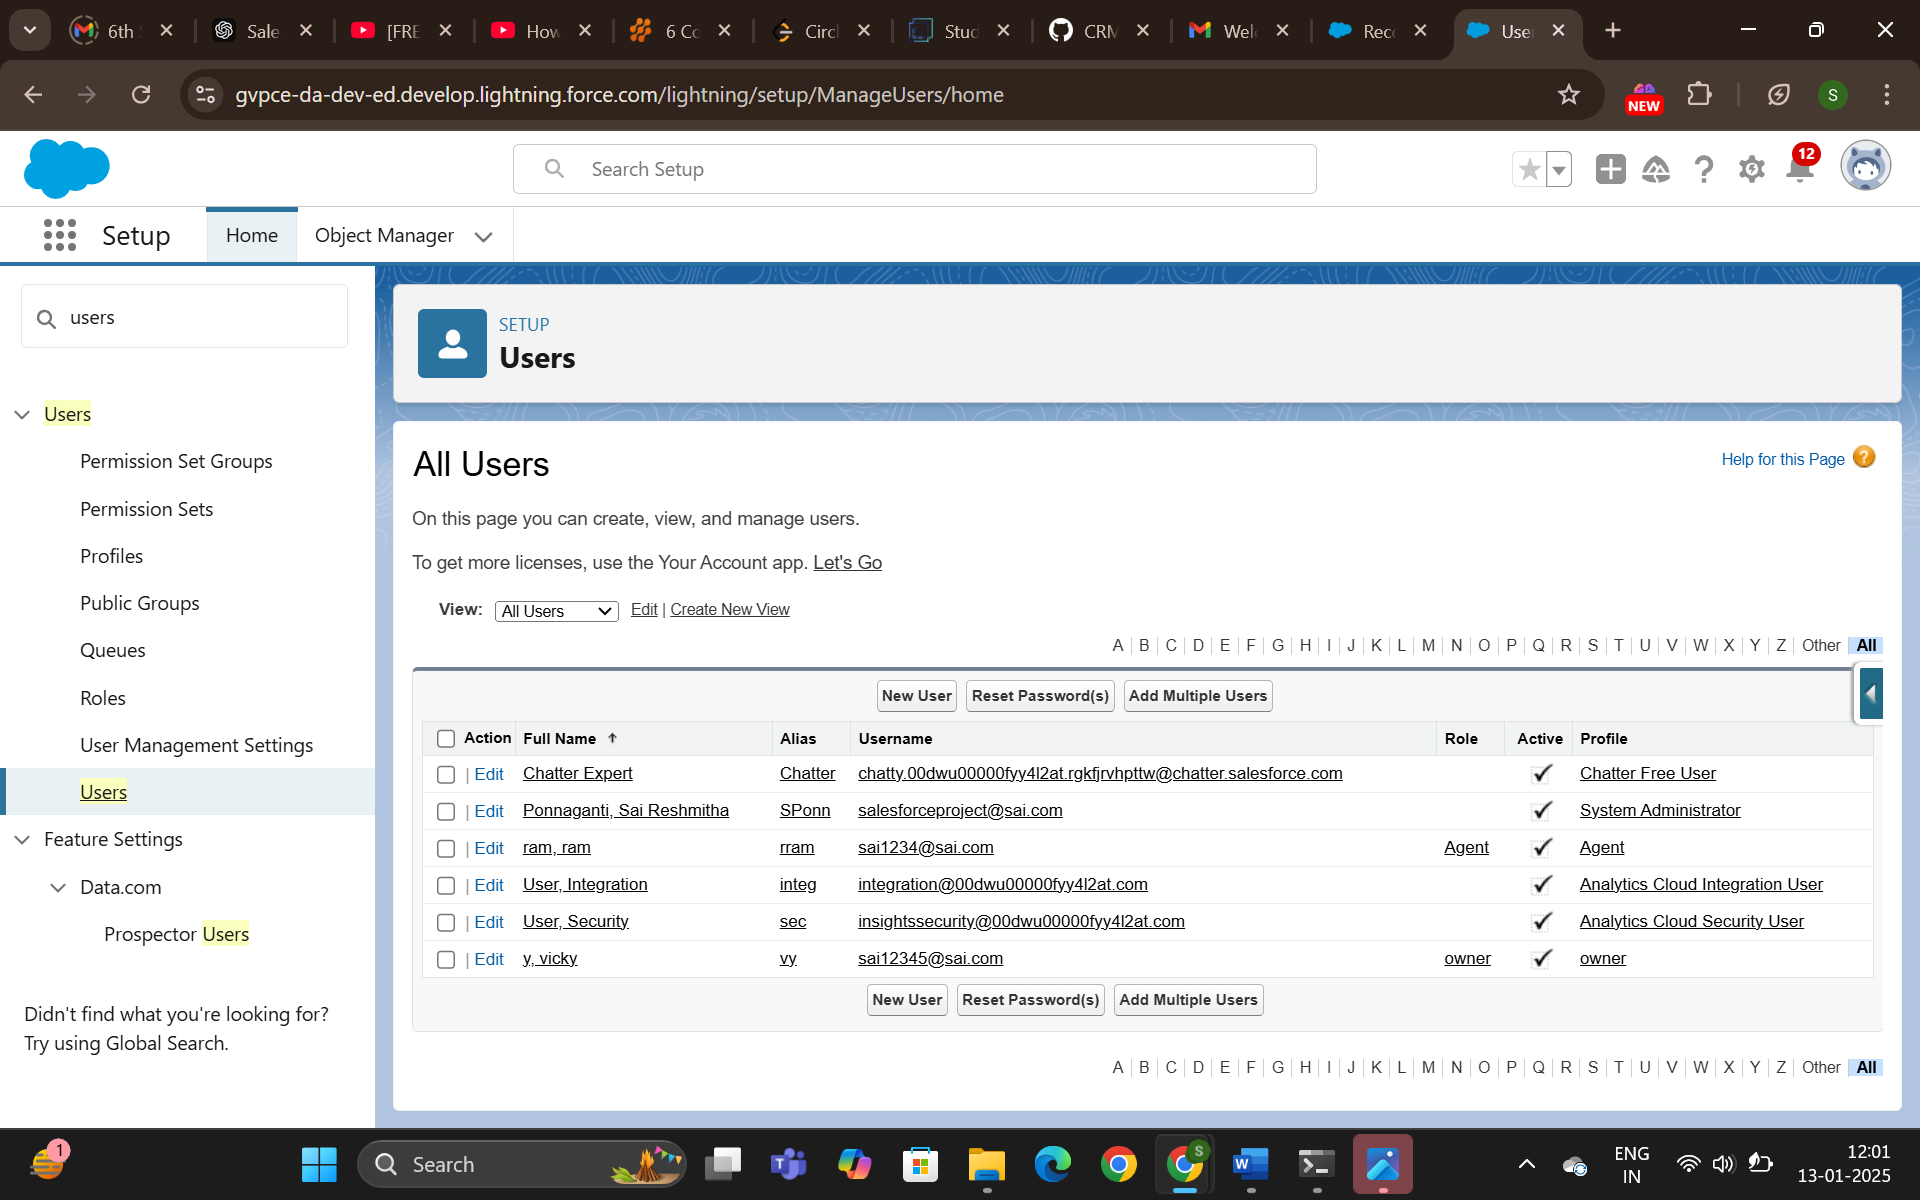 6th
Sale
[FRE
How
6 Co
Circl
Stud
CRM
Wel
Rec
User
gvpce-da-dev-ed.develop.lightning.force.com/lightning/setup/ManageUsers/home
NEW
S
Search Setup
12
Setup
Home
Object Manager
users
Users
Permission Set Groups
Permission Sets
Profiles
Public Groups
Queues
Roles
User Management Settings
Users
Feature Settings
Data.com
Prospector Users
Didn't find what you're looking for?
Try using Global Search.
SETUP
Users
All Users
Help for this Page
On this page you can create, view, and manage users.
To get more licenses, use the Your Account app. Let's Go
View: All Users Edit | Create New View
A B C D E F G H I J K L M N O P Q R S T U V W X Y Z Other All
New User Reset Password(s) Add Multiple Users
Action Full Name Alias Username Role Active Profile
| Edit Chatter Expert Chatter chatty.00dwu00000fyy4l2at.rgkfjrvhpttw@chatter.salesforce.com Chatter Free User
| Edit Ponnaganti, Sai Reshmitha SPonn salesforceproject@sai.com System Administrator
| Edit ram, ram rram sai1234@sai.com Agent Agent
| Edit User, Integration integ integration@00dwu00000fyy4l2at.com Analytics Cloud Integration User
| Edit User, Security sec insightssecurity@00dwu00000fyy4l2at.com Analytics Cloud Security User
| Edit y, vicky vy sai12345@sai.com owner owner
New User Reset Password(s) Add Multiple Users
A B C D E F G H I J K L M N O P Q R S T U V W X Y Z Other All
1
Search
S
ENG
IN
12:01
13-01-2025